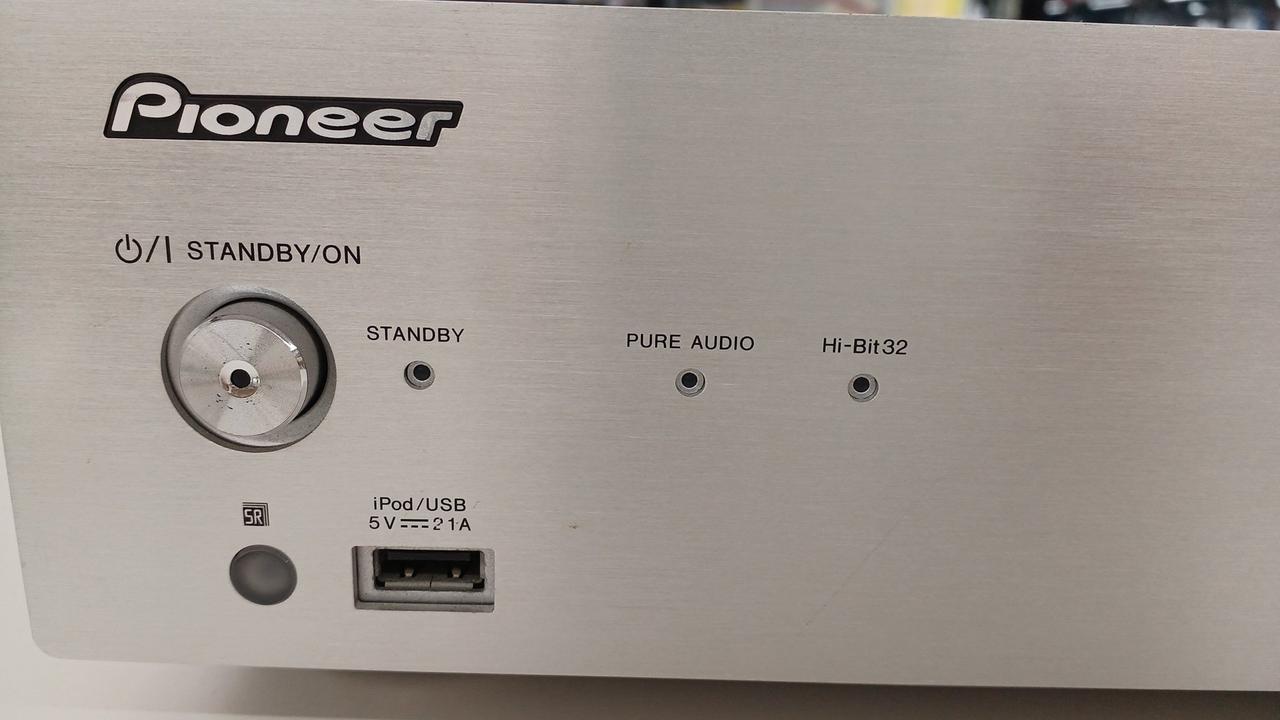 Pioneer
⏻/I STANDBY/ON
STANDBY
PURE AUDIO
Hi-Bit32
SR
iPod/USB
5V⎓2.1A